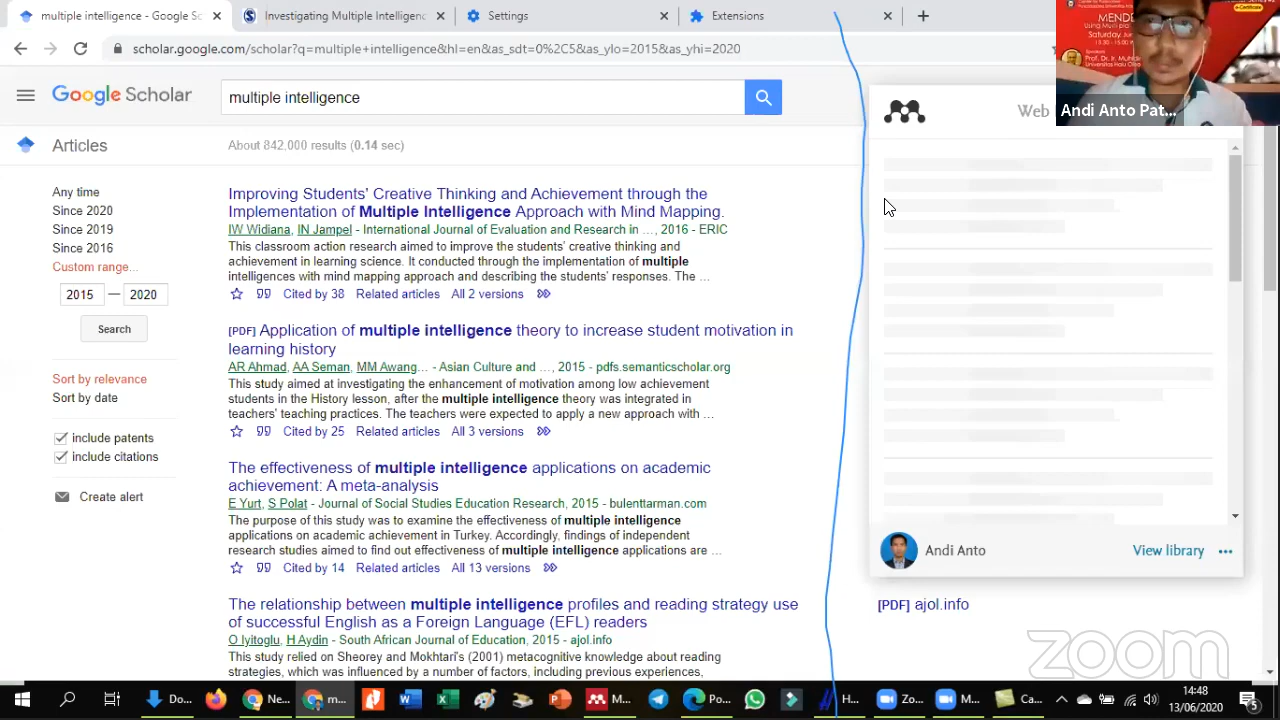 multiple intelligence - Google Sc
Investigating Multiple Intelligenc
Settings
Extensions
scholar.google.com/scholar?q=multiple+intelligence&hl=en&as_sdt=0%2C5&as_ylo=2015&as_yhi=2020
Google Scholar
multiple intelligence
Articles
About 842.000 results (0.14 sec)
Any time
Since 2020
Since 2019
Since 2016
Custom range...
2015 — 2020
Search
Sort by relevance
Sort by date
include patents
include citations
Create alert
Improving Students' Creative Thinking and Achievement through the
Implementation of Multiple Intelligence Approach with Mind Mapping.
IW Widiana, IN Jampel - International Journal of Evaluation and Research in ..., 2016 - ERIC
This classroom action research aimed to improve the students' creative thinking and
achievement in learning science. It conducted through the implementation of multiple
intelligences with mind mapping approach and describing the students' responses. The ...
Cited by 38 Related articles All 2 versions
[PDF] Application of multiple intelligence theory to increase student motivation in
learning history
AR Ahmad, AA Seman, MM Awang... - Asian Culture and ..., 2015 - pdfs.semanticscholar.org
This study aimed at investigating the enhancement of motivation among low achievement
students in the History lesson, after the multiple intelligence theory was integrated in
teachers' teaching practices. The teachers were expected to apply a new approach with ...
Cited by 25 Related articles All 3 versions
The effectiveness of multiple intelligence applications on academic
achievement: A meta-analysis
E Yurt, S Polat - Journal of Social Studies Education Research, 2015 - bulenttarman.com
The purpose of this study was to examine the effectiveness of multiple intelligence
applications on academic achievement in Turkey. Accordingly, findings of independent
research studies aimed to find out effectiveness of multiple intelligence applications are ...
Cited by 14 Related articles All 13 versions
The relationship between multiple intelligence profiles and reading strategy use
of successful English as a Foreign Language (EFL) readers
O Iyitoglu, H Aydin - South African Journal of Education, 2015 - ajol.info
This study relied on Sheorey and Mokhtari's (2001) metacognitive knowledge about reading
strategies, which was influenced by a number of factors, including previous experiences,
Web
Andi Anto
View library
[PDF] ajol.info
zoom
MENDE
Saturday
Prof. Dr. Ir. Muh
Universitas Halu Oleo
e-Certificate
Andi Anto Pat...
Do...
Ne...
m...
M...
Po...
H...
Zo...
M...
Ca...
14:48
13/06/2020
5